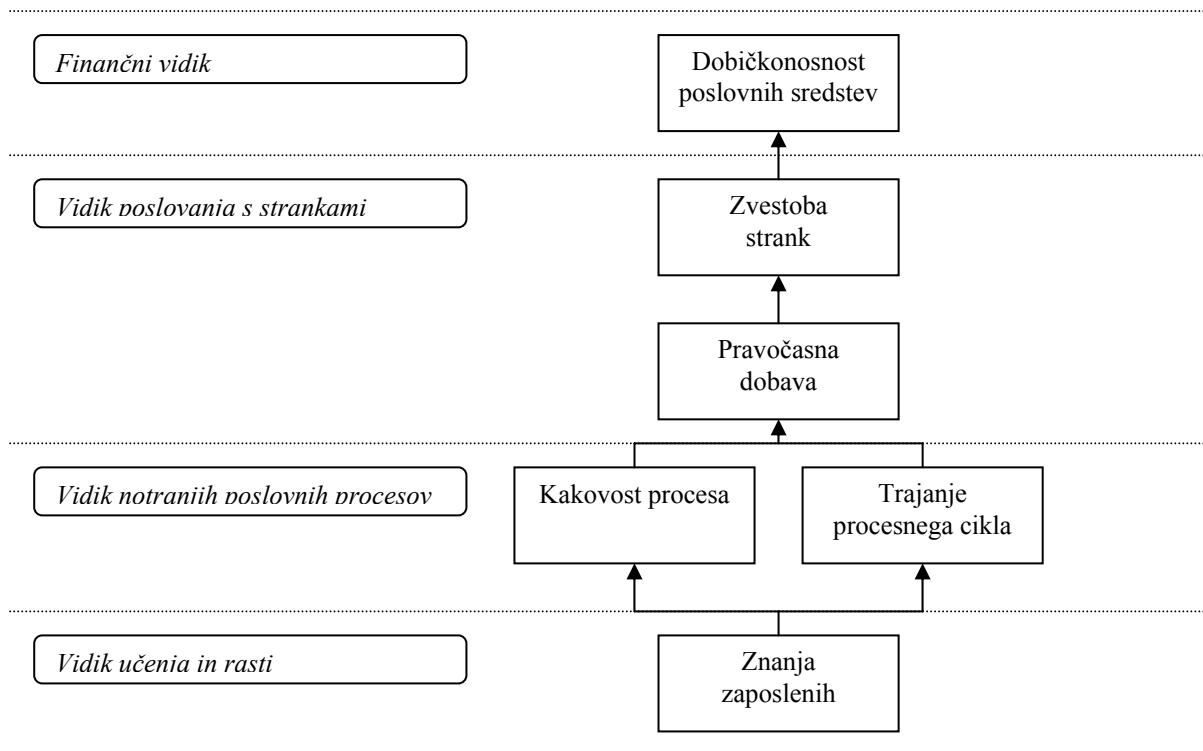 Finančni vidik
Dobičkonosnost
poslovnih sredstev
Vidik poslovanja s strankami
Zvestoba
strank
Pravočasna
dobava
Vidik notranjih poslovnih procesov
Kakovost procesa
Trajanje
procesnega cikla
Vidik učenja in rasti
Znanja
zaposlenih